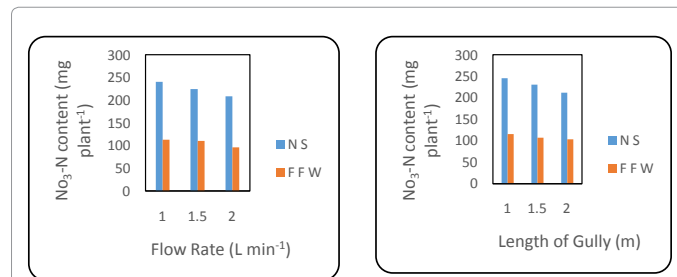 300
250
200
150
100
50
0
No₃-N content (mg
plant⁻¹)
N S
F F W
1 1.5 2
Flow Rate (L min⁻¹)
300
250
200
150
100
50
0
No₃-N content (mg
plant⁻¹)
N S
F F W
1 1.5 2
Length of Gully (m)